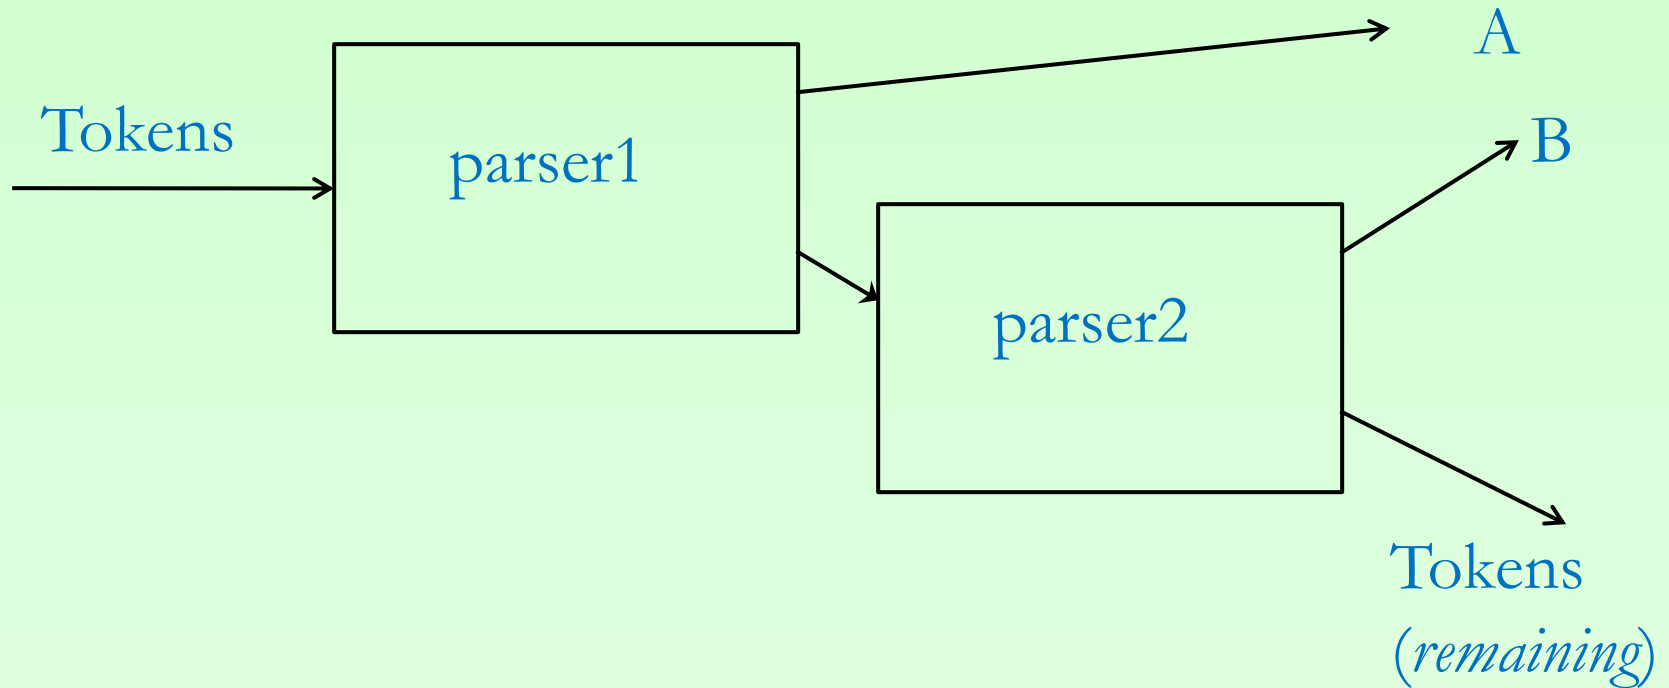 A
B
Tokens
parser1
parser2
Tokens
(remaining)